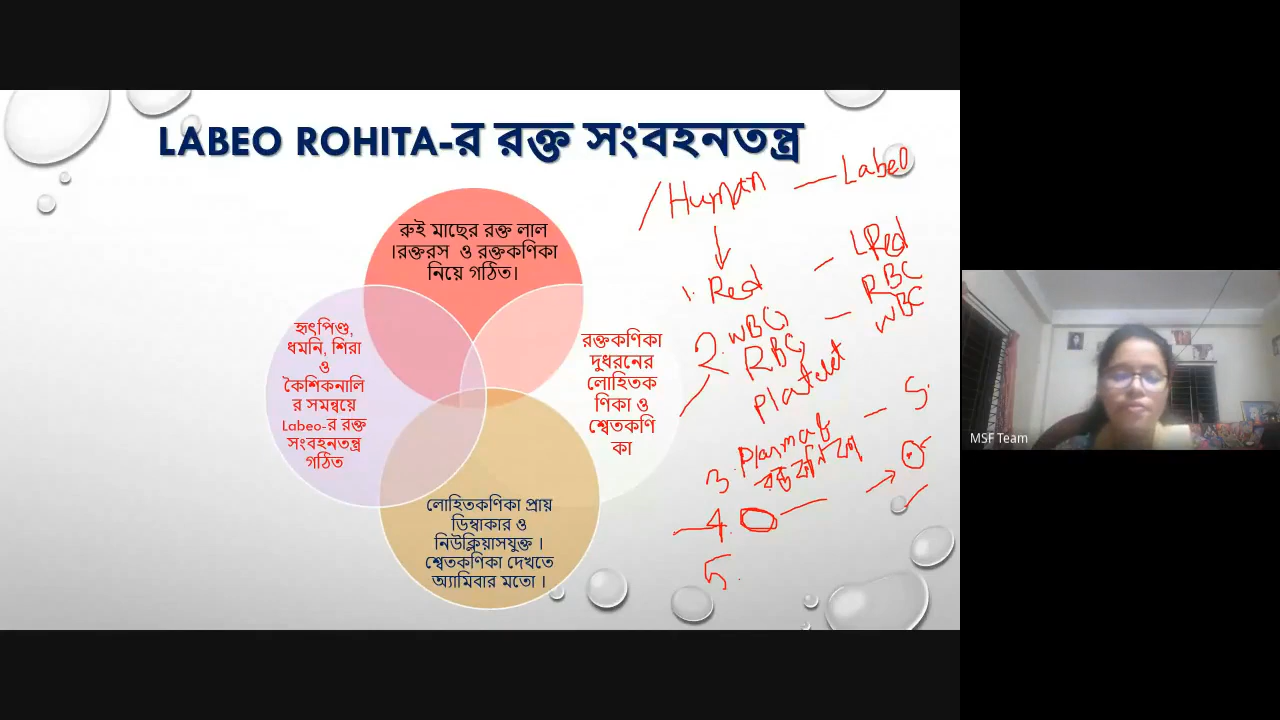 LABEO ROHITA-র রক্ত সংবহনতন্ত্র
রুই মাছের রক্ত লাল
।রক্তরস ও রক্তকণিকা
নিয়ে গঠিত।
হৃৎপিণ্ড,
ধমনি, শিরা
ও
কৈশিকনালি
র সমন্বয়ে
Labeo-র রক্ত
সংবহনতন্ত্র
গঠিত
রক্তকণিকা
দুধরনের
লোহিতক
ণিকা ও
শ্বেতকণি
কা
লোহিতকণিকা প্রায়
ডিম্বাকার ও
নিউক্লিয়াসযুক্ত ।
শ্বেতকণিকা দেখতে
অ্যামিবার মতো ।
Human — Labeo
1. Red — Red
2. WBC — RBC
RBC WBC
Platelet
3. Plasma ও — S
রক্তকনিকা
4.
5.
MSF Team